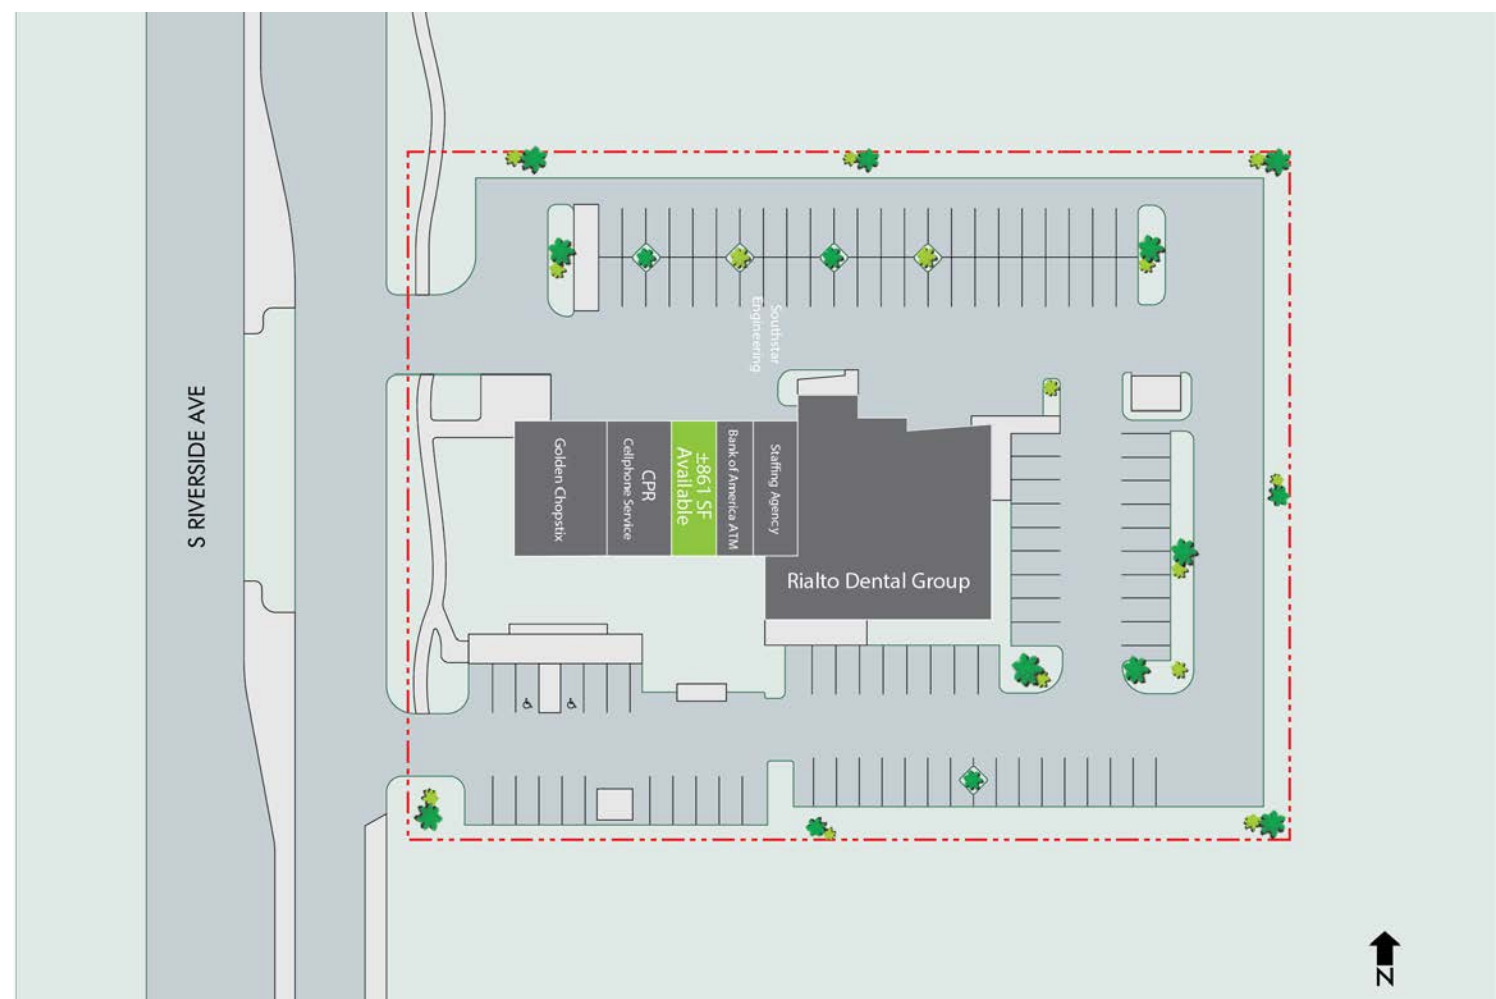 S RIVERSIDE AVE
Southstar
Engineering
Golden Chopstix
CPR
Cellphone Service
±861 SF
Available
Bank of America ATM
Staffing Agency
Rialto Dental Group
N